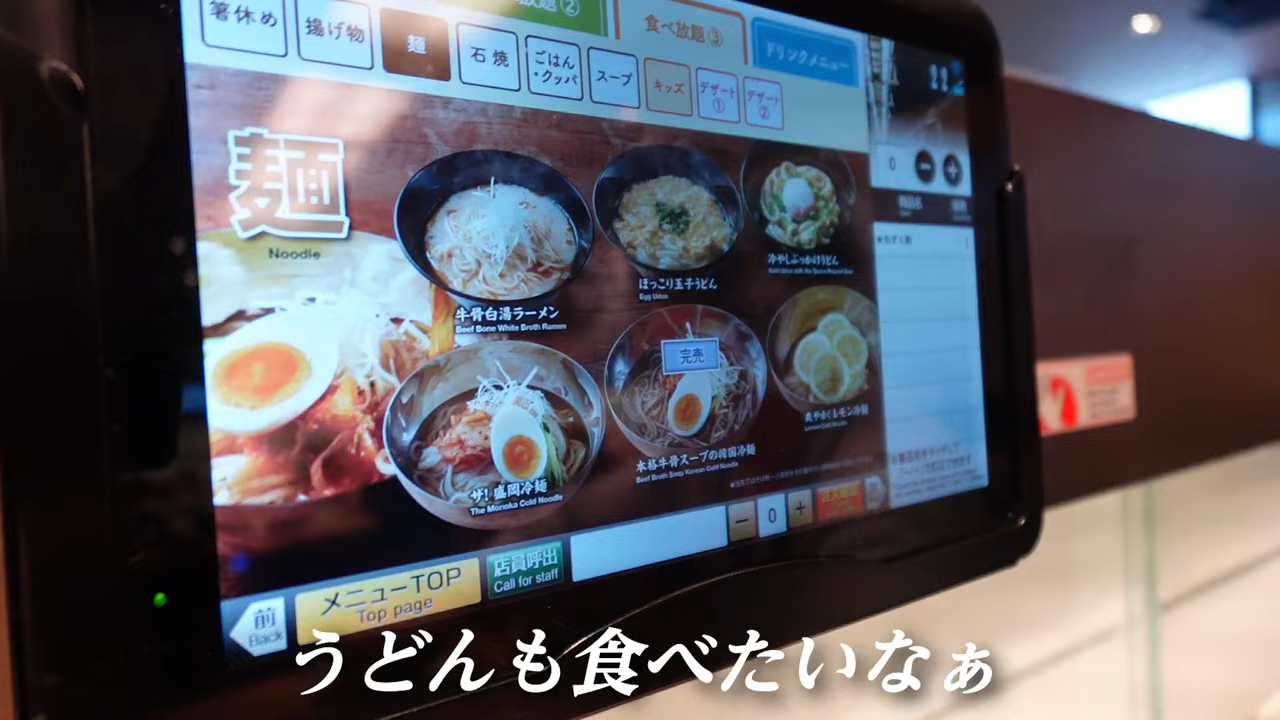 放題②
食べ放題③
ドリンクメニュー
箸休め
揚げ物
麺
石焼
ごはん
・クッパ
スープ
キッズ
デザート
①
デザート
②
麺
Noodle
0
牛骨白湯ラーメン
Beef Bone White Broth Ramen
ほっこり玉子うどん
Egg Udon
冷やしぶっかけうどん
ザ！盛岡冷麺
The Morioka Cold Noodle
完売
本格牛骨スープの韓国冷麺
Beef Broth Soup Korean Cold Noodle
爽やかレモン冷麺
Lemon Cold Noodle
0
前
Back
メニューTOP
Top page
店員呼出
Call for staff
うどんも食べたいなぁ